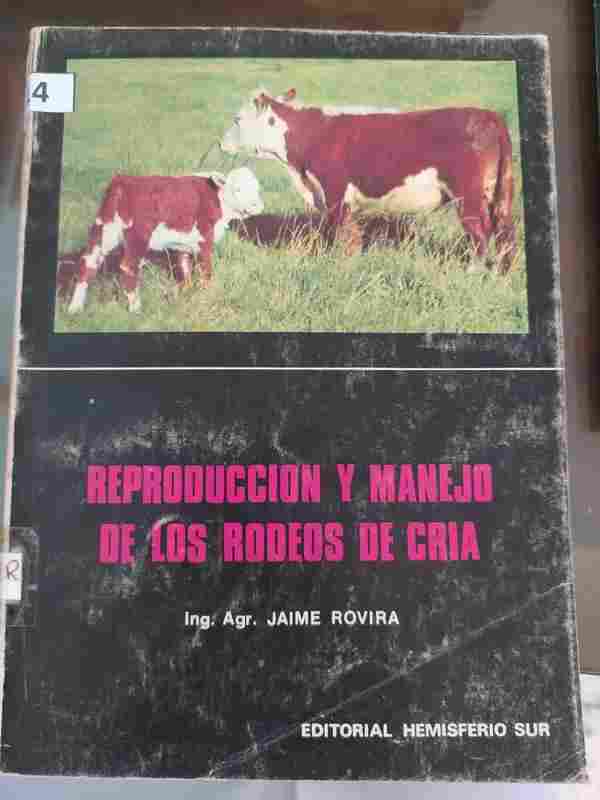 4
REPRODUCCION Y MANEJO
DE LOS RODEOS DE CRIA
R
Ing. Agr. JAIME ROVIRA
EDITORIAL HEMISFERIO SUR